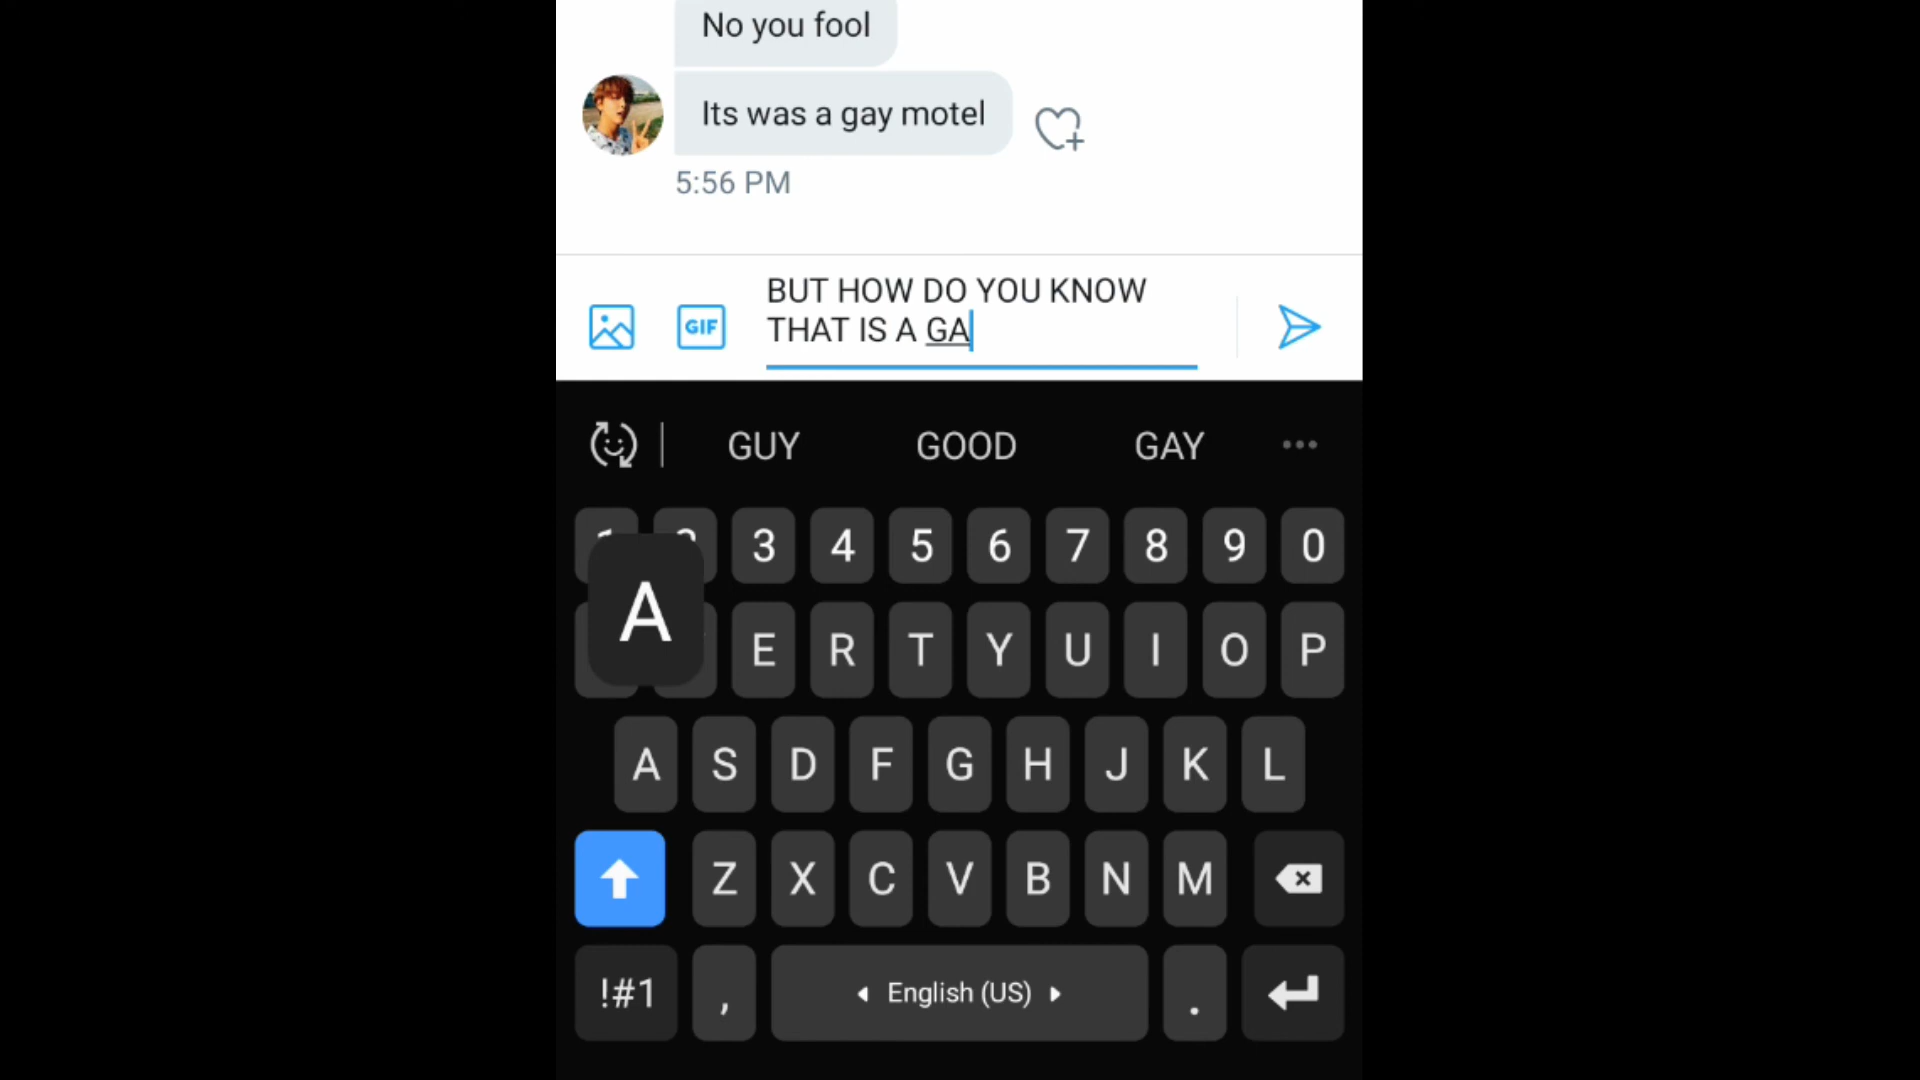 No you fool
Its was a gay motel
5:56 PM
BUT HOW DO YOU KNOW
THAT IS A GA
GIF
GUY GOOD GAY
3 4 5 6 7 8 9 0
A
E R T Y U I O P
A S D F G H J K L
Z X C V B N M
!#1 , English (US) .